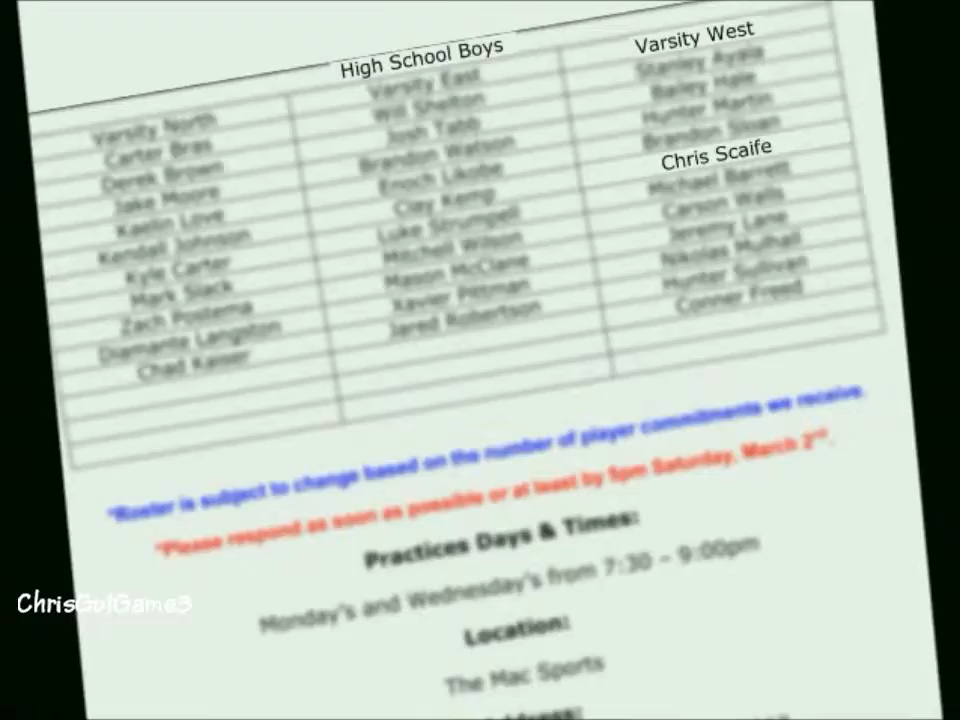 High School Boys
Varsity North
Carter Bras
Derek Brown
Jake Moore
Kaelin Love
Kendall Johnson
Kyle Carter
Mark Slack
Zach Postema
Diamante Langston
Chad Kaiser
Varsity East
Will Shelton
Josh Tabb
Brandon Watson
Enoch Likobe
Clay Kemp
Luke Strumpell
Mitchell Wilson
Mason McClane
Xavier Pittman
Jared Robertson
Varsity West
Stanley Ayala
Bailey Hale
Hunter Martin
Brandon Sloan
Chris Scaife
Michael Barrett
Carson Walls
Jeremy Lane
Nikolas Mulhall
Hunter Sullivan
Conner Freed
*Roster is subject to change based on the number of player commitments we receive.
*Please respond as soon as possible or at least by 5pm Saturday, March 2nd.
Practices Days & Times:
Monday's and Wednesday's from 7:30 – 9:00pm
Location:
The Mac Sports
Address:
ChrisGotGame3